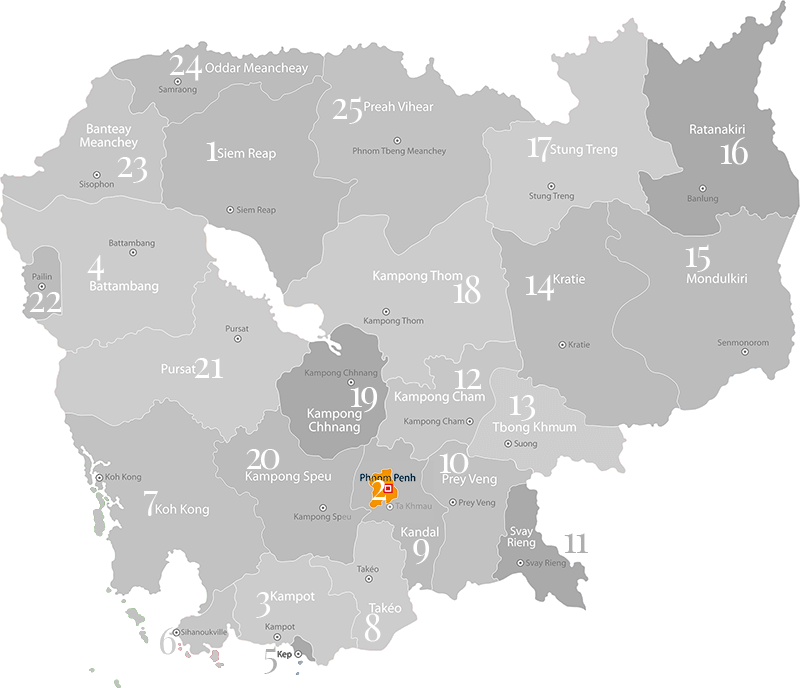 24 Oddar Meancheay
Samraong
25 Preah Vihear
Phnom Tbeng Meanchey
Banteay
Meanchey
23
Sisophon
1 Siem Reap
Siem Reap
17 Stung Treng
Stung Treng
Ratanakiri
16
Banlung
Battambang
4
Battambang
Pailin
22
Kampong Thom
18
Kampong Thom
14 Kratie
Kratie
15
Mondulkiri
Senmonorom
Pursat
Pursat 21
Kampong Chhnang
19
Kampong
Chhnang
12
Kampong Cham
Kampong Cham
13
Tbong Khmum
Suong
20
Kampong Speu
Kampong Speu
Phnom Penh
2
Ta Khmau
10
Prey Veng
Prey Veng
Koh Kong
7 Koh Kong
Kandal
9
Svay
Rieng
11
Svay Rieng
Takéo
Takéo
8
3 Kampot
Kampot
6 Sihanoukville
5 Kep